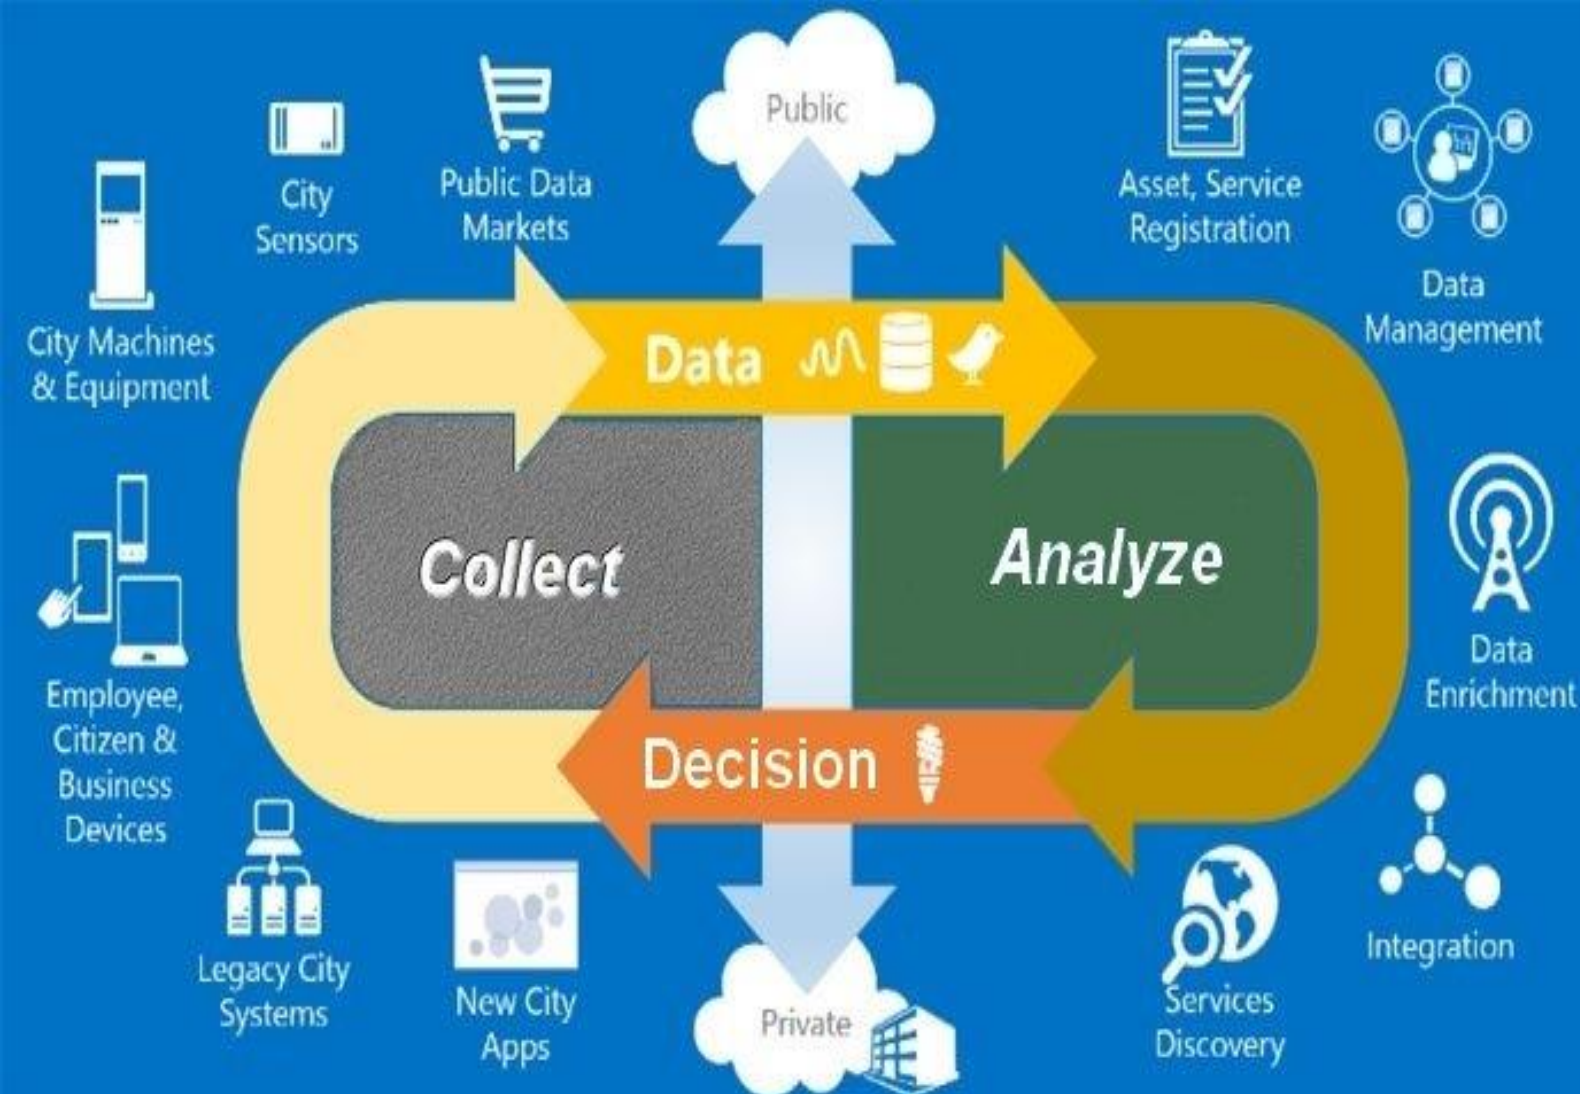 Public
City
Sensors
Public Data
Markets
Asset, Service
Registration
City Machines
& Equipment
Data
Management
Data
Collect
Analyze
Employee,
Citizen &
Business
Devices
Data
Enrichment
Decision
Legacy City
Systems
New City
Apps
Private
Services
Discovery
Integration